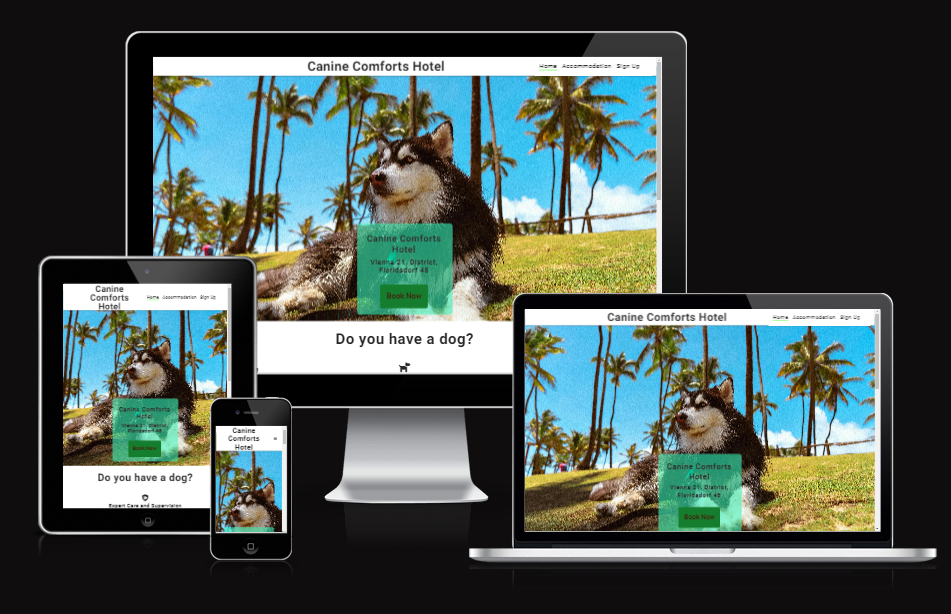 Canine Comforts Hotel
Home Accommodation Sign Up
Canine Comforts
Hotel
Vienna 21. District,
Floridsdorf 45
Book Now
Do you have a dog?
Canine
Comforts
Hotel
Home Accommodation Sign Up
Canine Comforts
Hotel
Vienna 21. District,
Floridsdorf 45
Book Now
Do you have a dog?
Expert Care and Supervision
Canine
Comforts
Hotel
Canine Comforts Hotel
Home Accommodation Sign Up
Canine Comforts
Hotel
Vienna 21. District,
Floridsdorf 45
Book Now